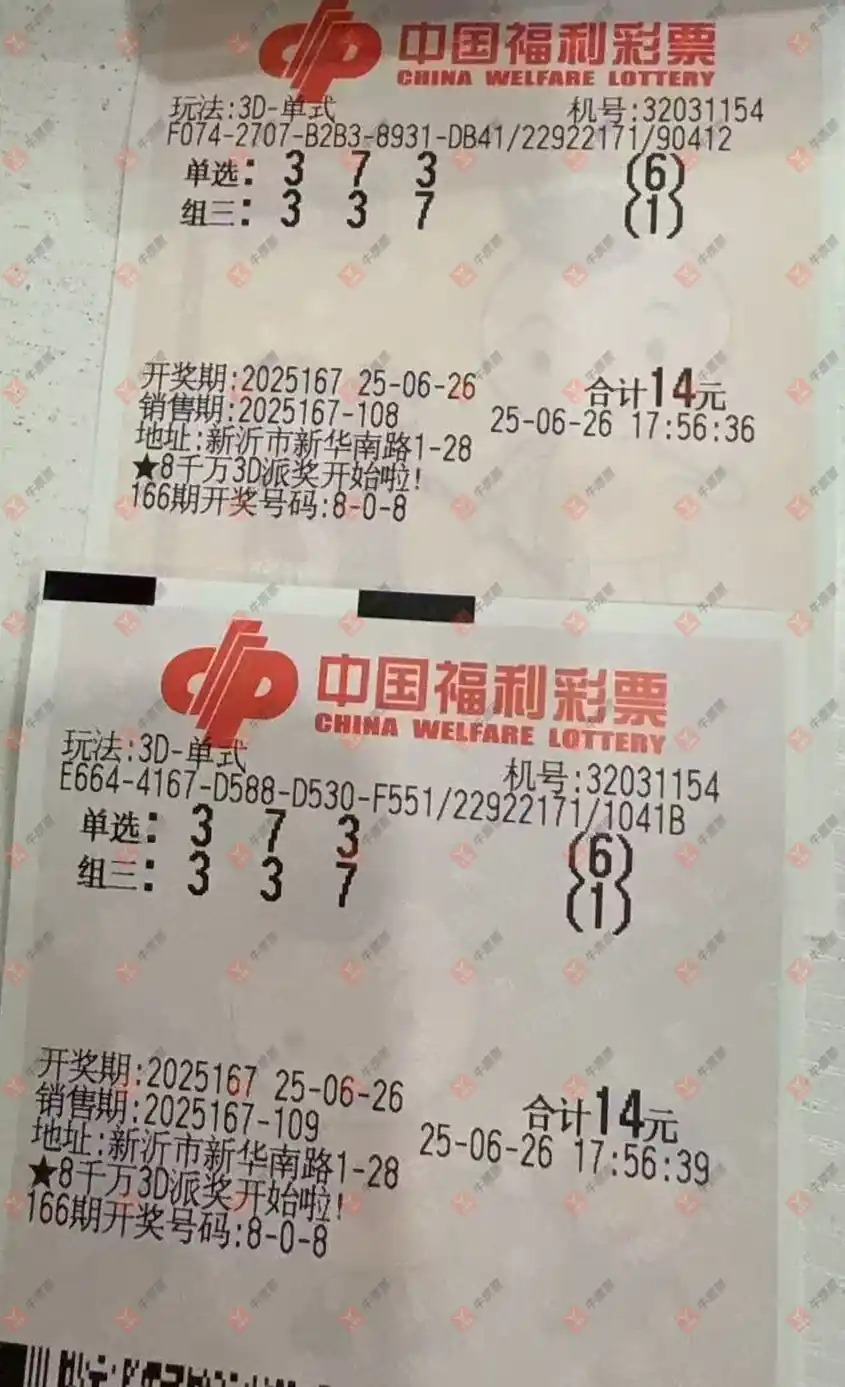 中国福利彩票
CHINA WELFARE LOTTERY
玩法:3D-单式 机号:32031154
F074-2707-B2B3-8931-DB41/22922171/90412
单选: 3 7 3 (6)
组三: 3 3 7 (1)
开奖期:2025167 25-06-26 合计14元
销售期:2025167-108 25-06-26 17:56:36
地址:新沂市新华南路1-28
★8千万3D派奖开始啦!
166期开奖号码:8-0-8
中国福利彩票
CHINA WELFARE LOTTERY
玩法:3D-单式 机号:32031154
E664-4167-D588-D530-F551/22922171/1041B
单选: 3 7 3 (6)
组三: 3 3 7 (1)
开奖期:2025167 25-06-26 合计14元
销售期:2025167-109 25-06-26 17:56:39
地址:新沂市新华南路1-28
★8千万3D派奖开始啦!
166期开奖号码:8-0-8